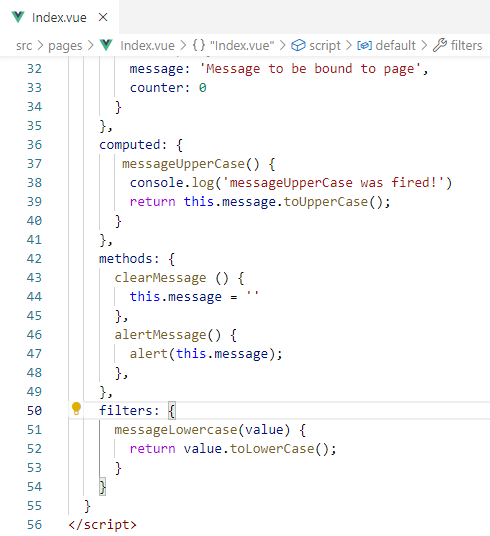 Index.vue ×
src > pages > Index.vue > {} "Index.vue" > script > default > filters
32 message: 'Message to be bound to page',
33 counter: 0
34 }
35 },
36 computed: {
37 messageUpperCase() {
38 console.log('messageUpperCase was fired!')
39 return this.message.toUpperCase();
40 }
41 },
42 methods: {
43 clearMessage () {
44 this.message = ''
45 },
46 alertMessage() {
47 alert(this.message);
48 },
49 },
50 filters: {
51 messageLowercase(value) {
52 return value.toLowerCase();
53 }
54 }
55 }
56 </script>